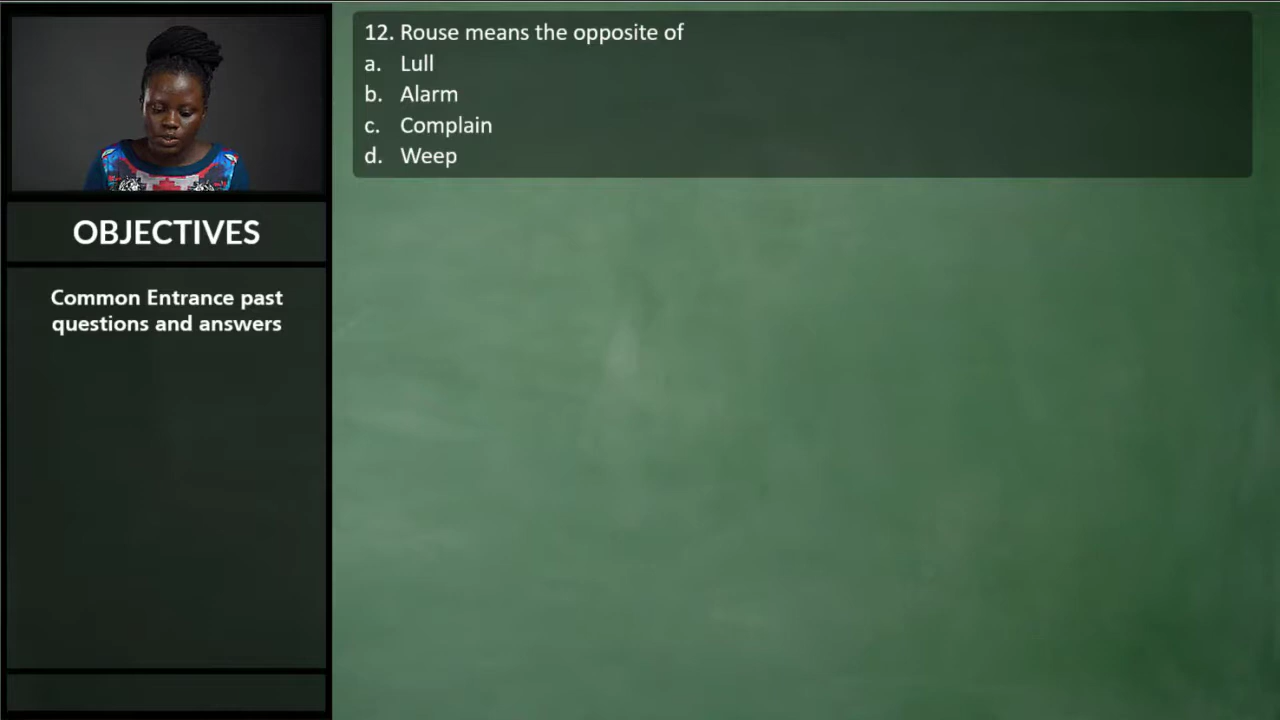 12. Rouse means the opposite of
a. Lull
b. Alarm
c. Complain
d. Weep
OBJECTIVES
Common Entrance past
questions and answers